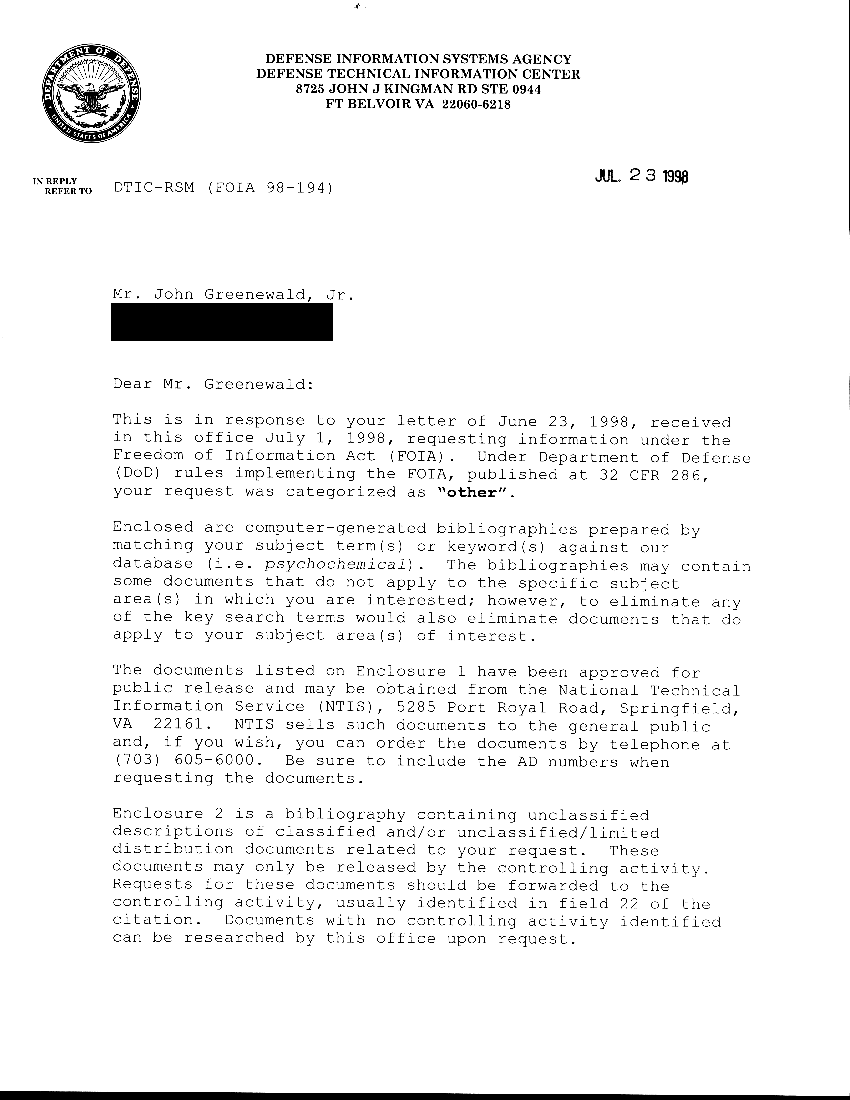 DEPARTMENT OF DEFENSE
UNITED STATES OF AMERICA
DEFENSE INFORMATION SYSTEMS AGENCY
DEFENSE TECHNICAL INFORMATION CENTER
8725 JOHN J KINGMAN RD STE 0944
FT BELVOIR VA 22060-6218
IN REPLY
REFER TO
DTIC-RSM (FOIA 98-194)
JUL. 23 1998
Mr. John Greenewald, Jr.
Dear Mr. Greenewald:
This is in response to your letter of June 23, 1998, received
in this office July 1, 1998, requesting information under the
Freedom of Information Act (FOIA). Under Department of Defense
(DoD) rules implementing the FOIA, published at 32 CFR 286,
your request was categorized as "other".
Enclosed are computer-generated bibliographies prepared by
matching your subject term(s) or keyword(s) against our
database (i.e. psychochemical). The bibliographies may contain
some documents that do not apply to the specific subject
area(s) in which you are interested; however, to eliminate any
of the key search terms would also eliminate documents that do
apply to your subject area(s) of interest.
The documents listed on Enclosure 1 have been approved for
public release and may be obtained from the National Technical
Information Service (NTIS), 5285 Port Royal Road, Springfield,
VA 22161. NTIS sells such documents to the general public
and, if you wish, you can order the documents by telephone at
(703) 605-6000. Be sure to include the AD numbers when
requesting the documents.
Enclosure 2 is a bibliography containing unclassified
descriptions of classified and/or unclassified/limited
distribution documents related to your request. These
documents may only be released by the controlling activity.
Requests for these documents should be forwarded to the
controlling activity, usually identified in field 22 of the
citation. Documents with no controlling activity identified
can be researched by this office upon request.